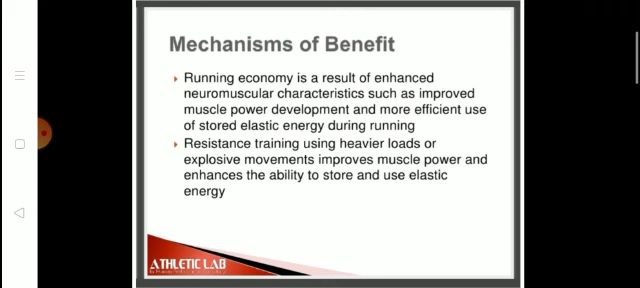 Mechanisms of Benefit
Running economy is a result of enhanced
neuromuscular characteristics such as improved
muscle power development and more efficient use
of stored elastic energy during running
Resistance training using heavier loads or
explosive movements improves muscle power and
enhances the ability to store and use elastic
energy
ATHLETIC LAB